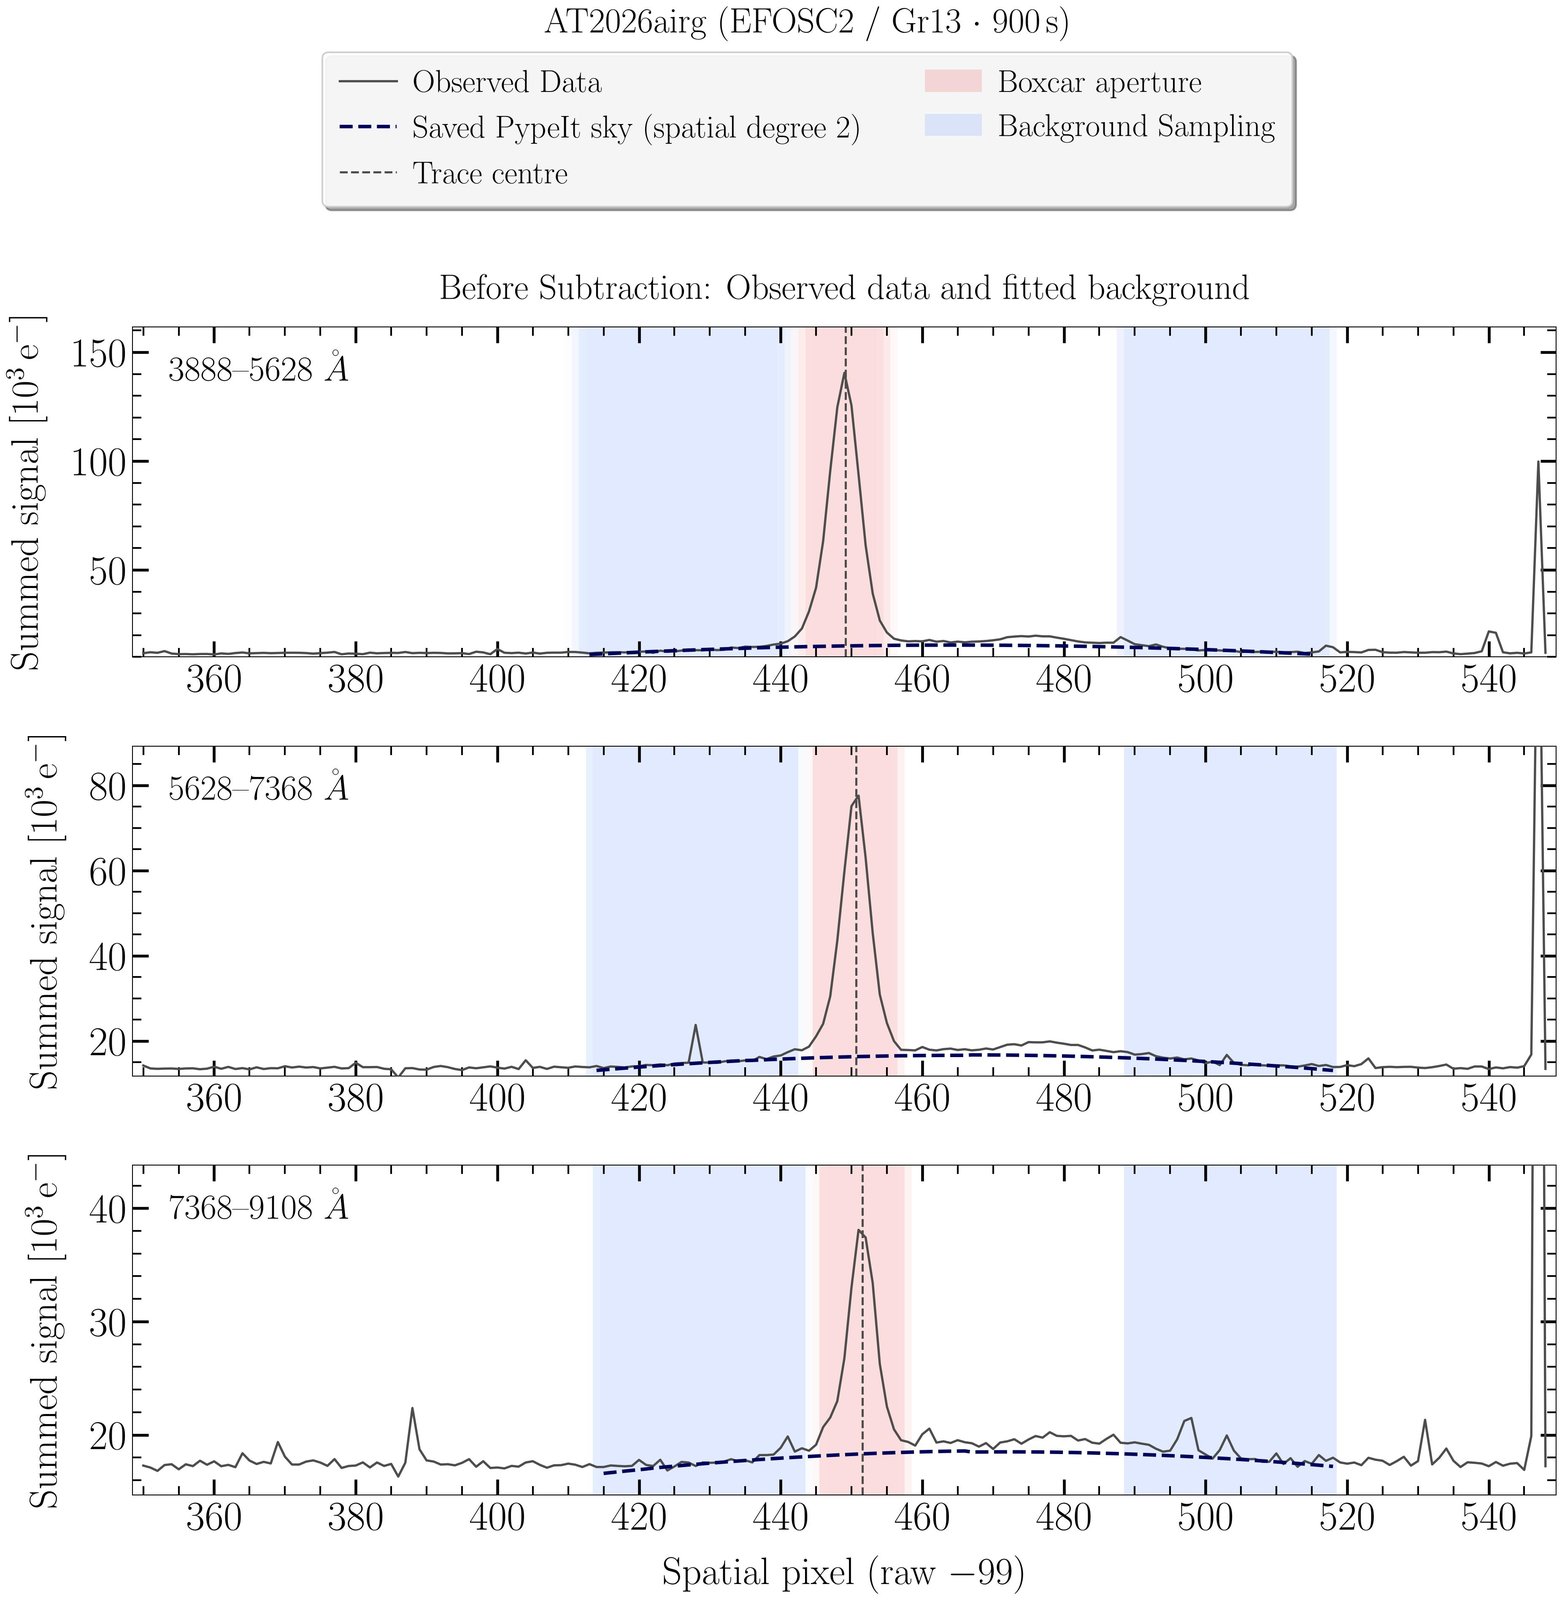 AT2026airg (EFOSC2 / Gr13 · 900 s)
Observed Data
Saved PypeIt sky (spatial degree 2)
Trace centre
Boxcar aperture
Background Sampling
Before Subtraction: Observed data and fitted background
Summed signal [10³ e⁻]
3888–5628 Å
150
100
50
360 380 400 420 440 460 480 500 520 540
Summed signal [10³ e⁻]
5628–7368 Å
80
60
40
20
360 380 400 420 440 460 480 500 520 540
Summed signal [10³ e⁻]
7368–9108 Å
40
30
20
360 380 400 420 440 460 480 500 520 540
Spatial pixel (raw −99)